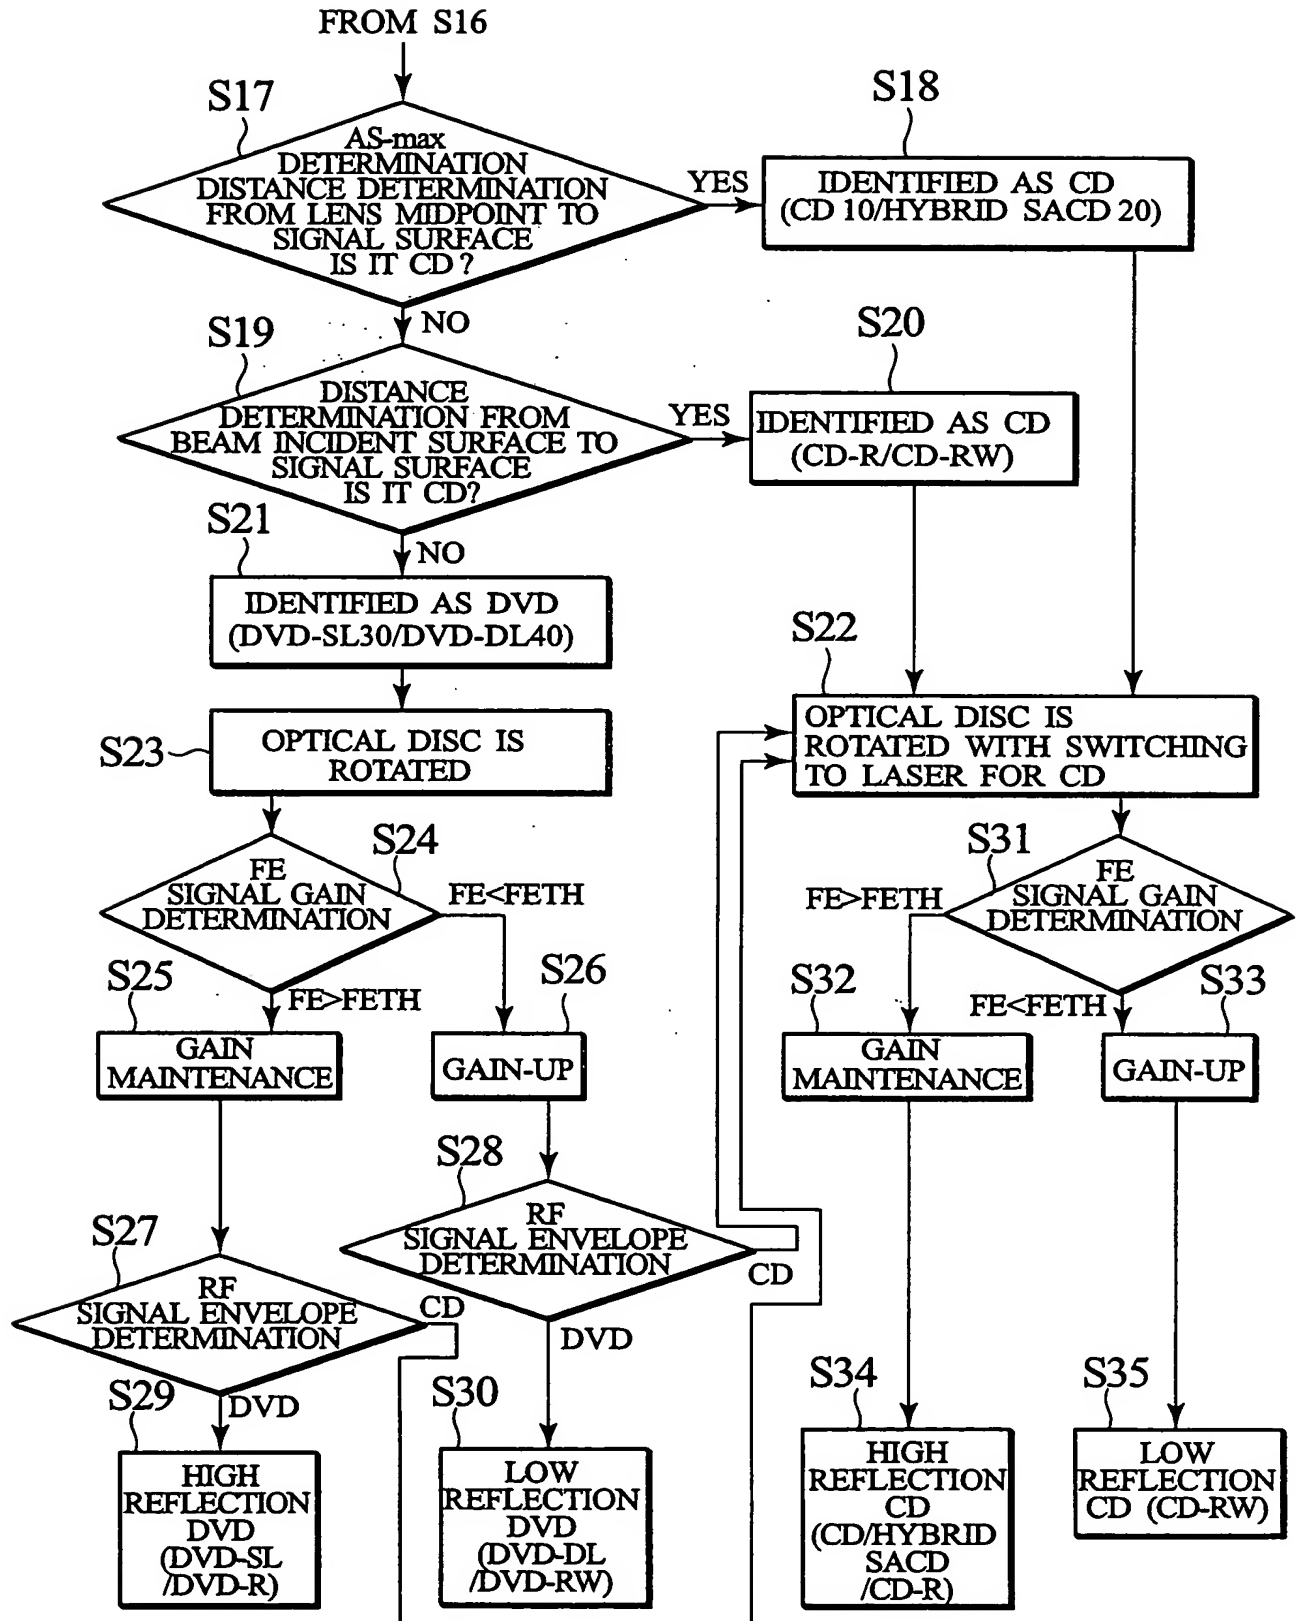 FROM S16
S17
AS-max
DETERMINATION
DISTANCE DETERMINATION
FROM LENS MIDPOINT TO
SIGNAL SURFACE
IS IT CD?
YES
S18
IDENTIFIED AS CD
(CD 10/HYBRID SACD 20)
NO
S19
DISTANCE
DETERMINATION FROM
BEAM INCIDENT SURFACE TO
SIGNAL SURFACE
IS IT CD?
YES
S20
IDENTIFIED AS CD
(CD-R/CD-RW)
NO
S21
IDENTIFIED AS DVD
(DVD-SL30/DVD-DL40)
S22
OPTICAL DISC IS
ROTATED WITH SWITCHING
TO LASER FOR CD
S23
OPTICAL DISC IS
ROTATED
S24
FE
SIGNAL GAIN
DETERMINATION
FE<FETH
FE>FETH
S31
FE
SIGNAL GAIN
DETERMINATION
FE>FETH
FE<FETH
S25
GAIN
MAINTENANCE
S26
GAIN-UP
S32
GAIN
MAINTENANCE
S33
GAIN-UP
S28
RF
SIGNAL ENVELOPE
DETERMINATION
CD
DVD
S27
RF
SIGNAL ENVELOPE
DETERMINATION
CD
DVD
S29
HIGH
REFLECTION
DVD
(DVD-SL
/DVD-R)
S30
LOW
REFLECTION
DVD
(DVD-DL
/DVD-RW)
S34
HIGH
REFLECTION
CD
(CD/HYBRID
SACD
/CD-R)
S35
LOW
REFLECTION
CD (CD-RW)